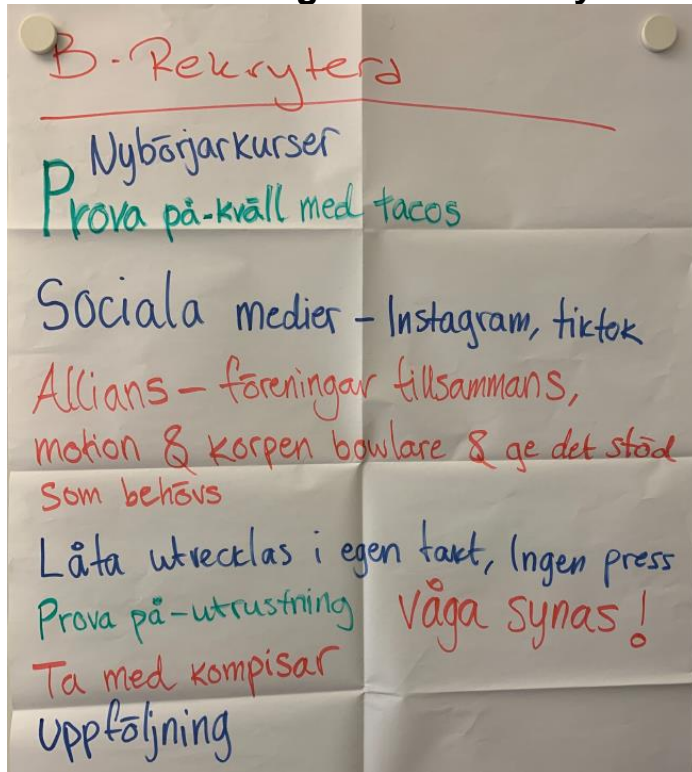 B - Rekrytera
Nybörjarkurser
Prova på-kväll med tacos
Sociala medier - Instagram, tiktok
Allians - föreningar tillsammans,
motion & korpen bowlare & ge det stöd
som behövs
Låta utvecklas i egen takt, Ingen press
Prova på-utrustning Våga synas!
Ta med kompisar
Uppföljning